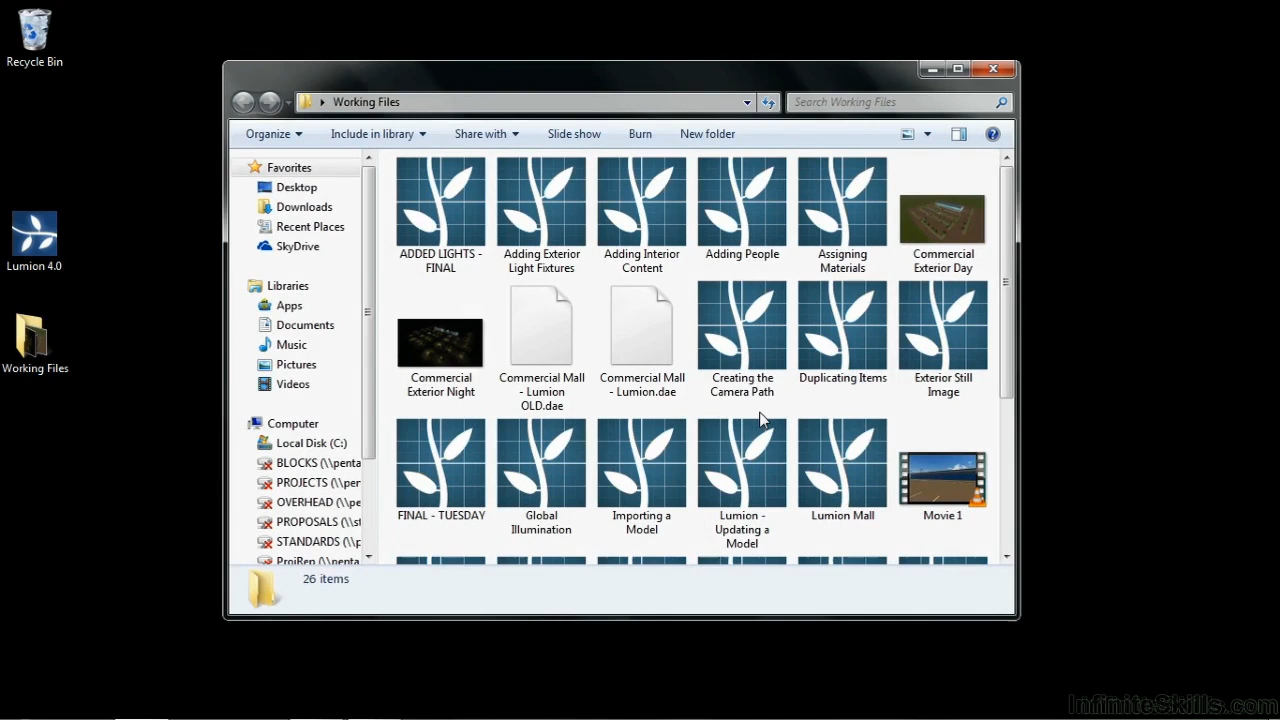 Recycle Bin
Lumion 4.0
Working Files
Working Files
Search Working Files
Organize
Include in library
Share with
Slide show
Burn
New folder
Favorites
Desktop
Downloads
Recent Places
SkyDrive
Libraries
Apps
Documents
Music
Pictures
Videos
Computer
Local Disk (C:)
BLOCKS (\\penta
PROJECTS (\\per
OVERHEAD (\\pe
PROPOSALS (\\st
STANDARDS (\\p
ProjRep (\\penta
ADDED LIGHTS -
FINAL
Adding Exterior
Light Fixtures
Adding Interior
Content
Adding People
Assigning
Materials
Commercial
Exterior Day
Commercial
Exterior Night
Commercial Mall
- Lumion
OLD.dae
Commercial Mall
- Lumion.dae
Creating the
Camera Path
Duplicating Items
Exterior Still
Image
FINAL - TUESDAY
Global
Illumination
Importing a
Model
Lumion -
Updating a
Model
Lumion Mall
Movie1
26 items
InfiniteSkills.com